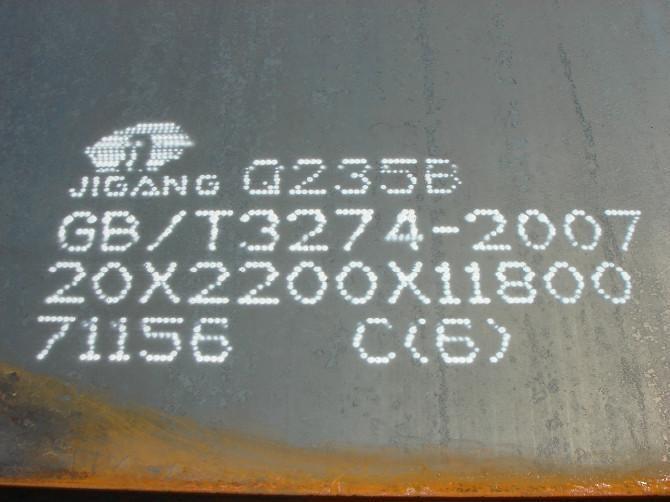 JIGANG Q235B
GB/T3274-2007
20X2200X11800
71156 C(6)